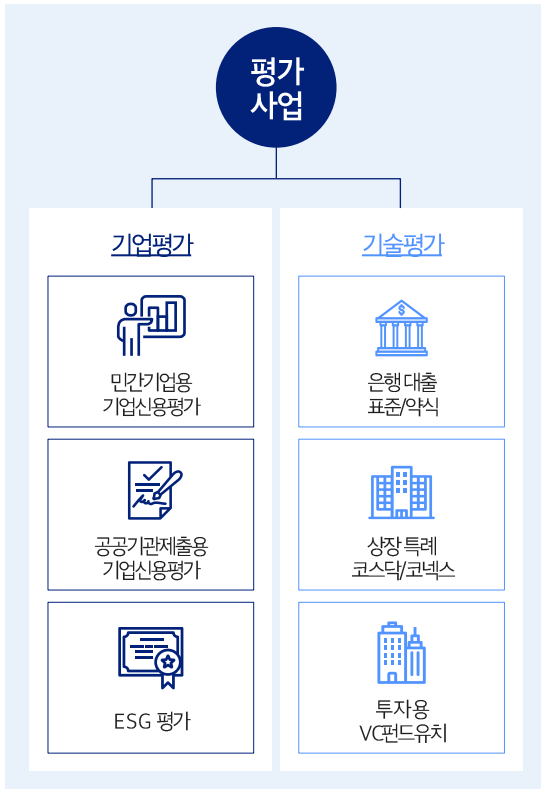 평가
사업
기업평가
민간기업용
기업신용평가
공공기관제출용
기업신용평가
ESG 평가
기술평가
$
은행 대출
표준/약식
상장 특례
코스닥/코넥스
투자용
VC펀드유치